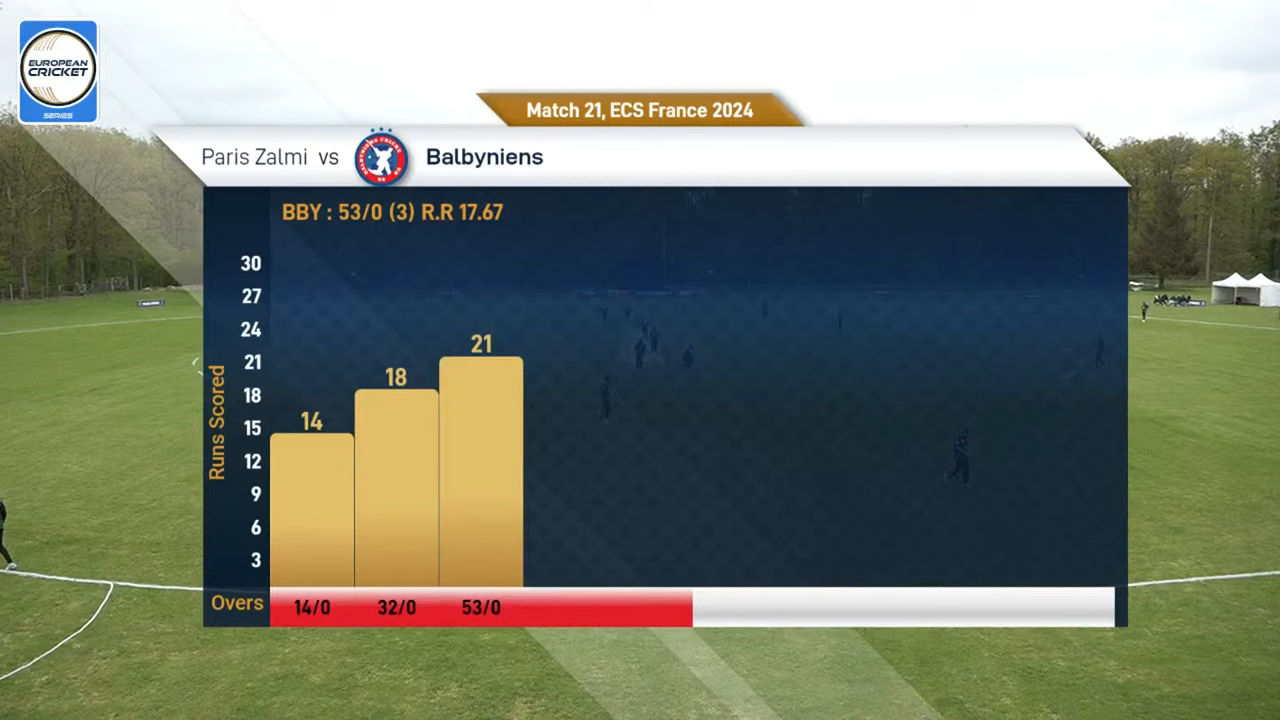 EUROPEAN
CRICKET
SERIES
Match 21, ECS France 2024
Paris Zalmi vs Balbyniens
BBY : 53/0 (3) R.R 17.67
30
27
24
21
18
15
12
9
6
3
Runs Scored
14
18
21
Overs 14/0 32/0 53/0